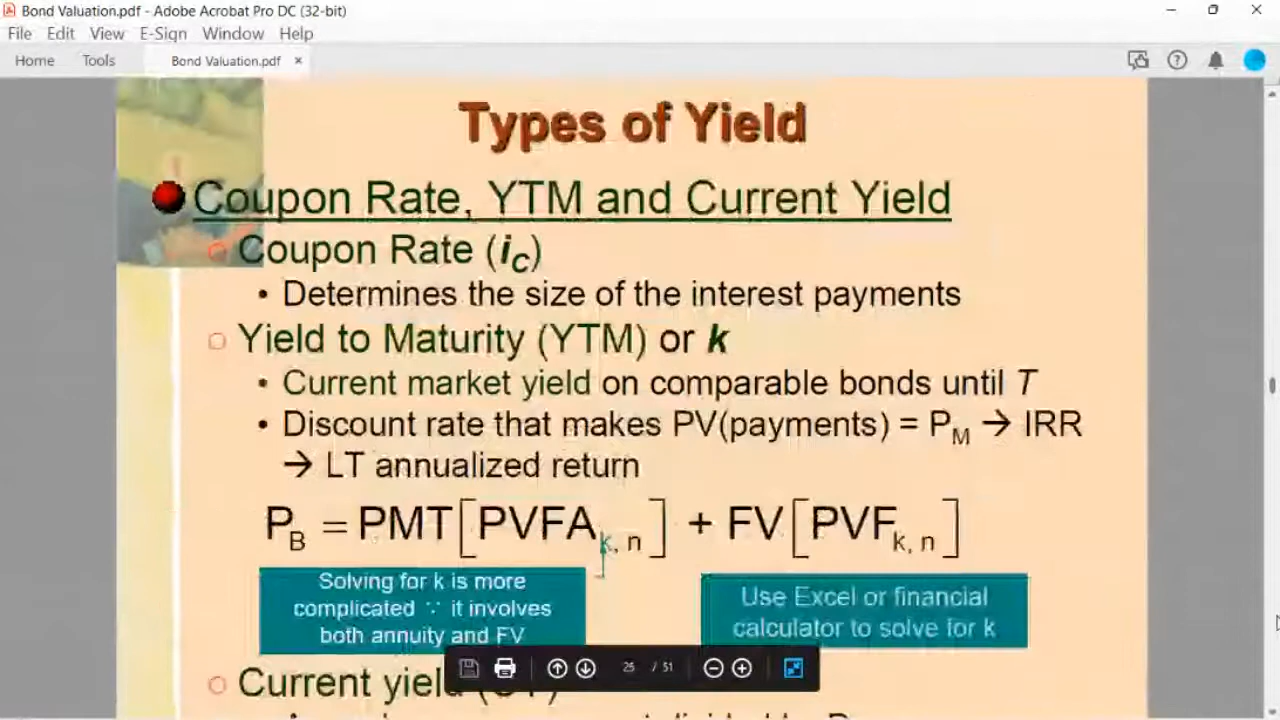 Bond Valuation.pdf - Adobe Acrobat Pro DC (32-bit)
File Edit View E-Sign Window Help
Home Tools Bond Valuation.pdf ×
Types of Yield
Coupon Rate, YTM and Current Yield
Coupon Rate (iC)
• Determines the size of the interest payments
Yield to Maturity (YTM) or k
• Current market yield on comparable bonds until T
• Discount rate that makes PV(payments) = PM → IRR
→ LT annualized return
PB = PMT[PVFAk, n] + FV[PVFk, n]
Solving for k is more
complicated ∵ it involves
both annuity and FV
Use Excel or financial
calculator to solve for k
25 / 51
Current yield